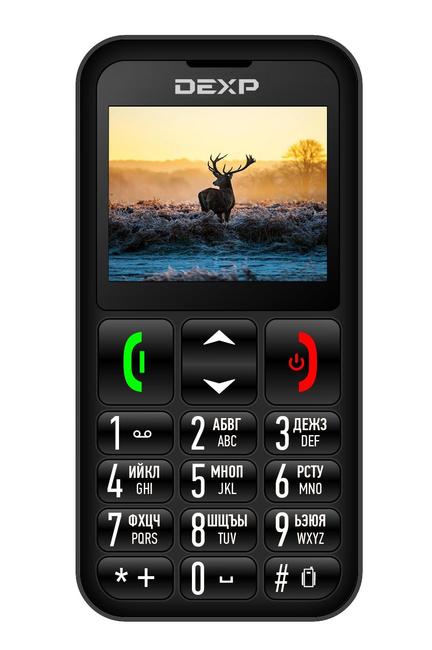 DEXP
1
2 АБВГ
ABC
3 ДЕЖЗ
DEF
4 ИЙКЛ
GHI
5 МНОП
JKL
6 РСТУ
MNO
7 ФХЦЧ
PQRS
8 ШЩЪЫ
TUV
9 ЬЭЮЯ
WXYZ
* +
0
#